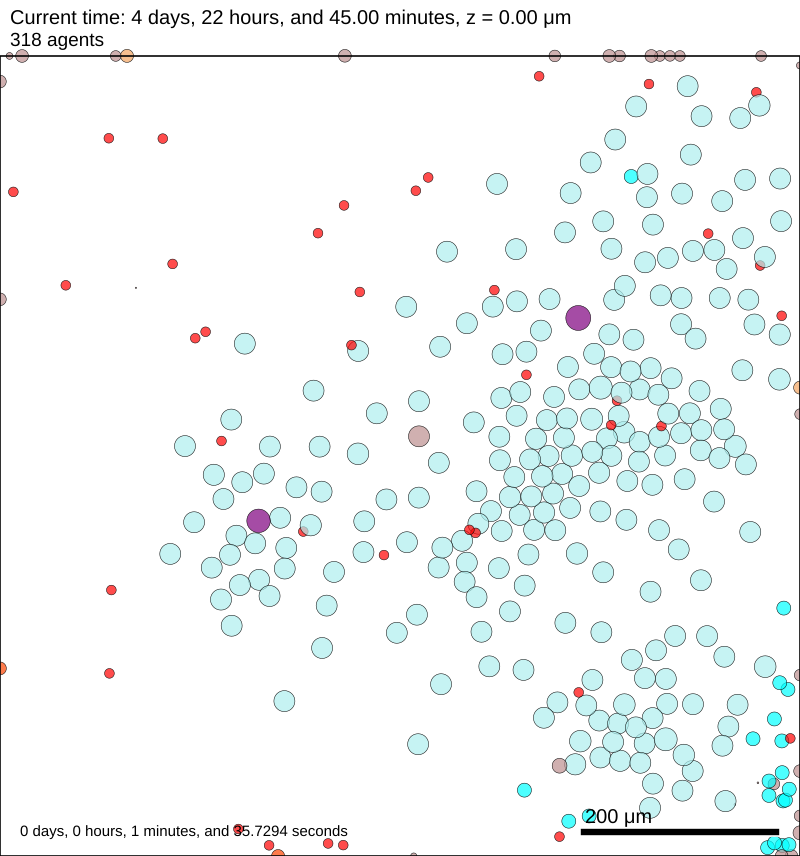 Current time: 4 days, 22 hours, and 45.00 minutes, z = 0.00 μm
318 agents
200 μm
0 days, 0 hours, 1 minutes, and 35.7294 seconds